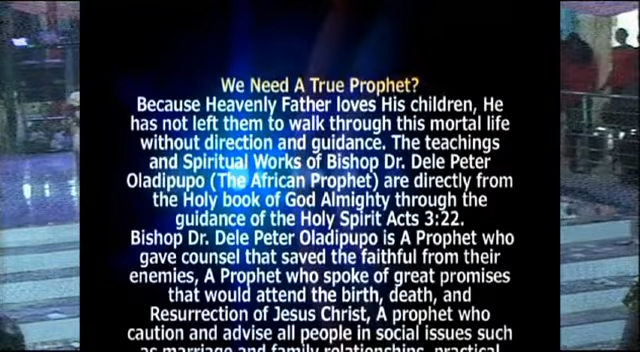 We Need A True Prophet?
Because Heavenly Father loves His children, He
has not left them to walk through this mortal life
without direction and guidance. The teachings
and Spiritual Works of Bishop Dr. Dele Peter
Oladipupo (The African Prophet) are directly from
the Holy book of God Almighty through the
guidance of the Holy Spirit Acts 3:22.
Bishop Dr. Dele Peter Oladipupo is A Prophet who
gave counsel that saved the faithful from their
enemies, A Prophet who spoke of great promises
that would attend the birth, death, and
Resurrection of Jesus Christ, A prophet who
caution and advise all people in social issues such
as marriage and family relationships, practical